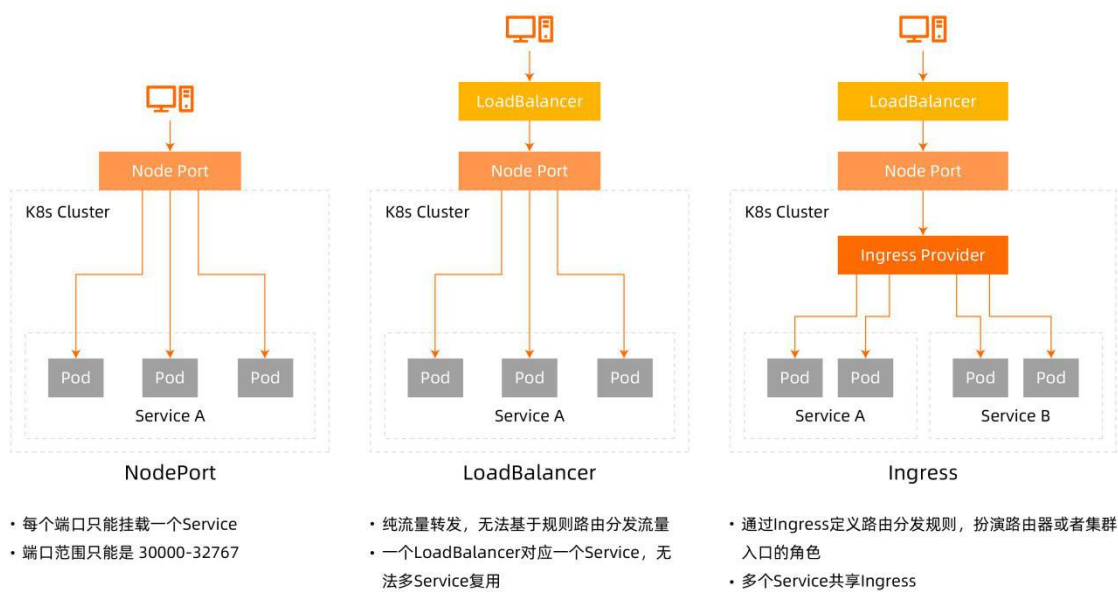 Node Port
K8s Cluster
Pod
Pod
Pod
Service A
NodePort
• 每个端口只能挂载一个Service
• 端口范围只能是 30000-32767
LoadBalancer
Node Port
K8s Cluster
Pod
Pod
Pod
Service A
LoadBalancer
• 纯流量转发，无法基于规则路由分发流量
• 一个LoadBalancer对应一个Service，无
法多Service复用
LoadBalancer
Node Port
K8s Cluster
Ingress Provider
Pod
Pod
Service A
Pod
Pod
Service B
Ingress
• 通过Ingress定义路由分发规则，扮演路由器或者集群
入口的角色
• 多个Service共享Ingress